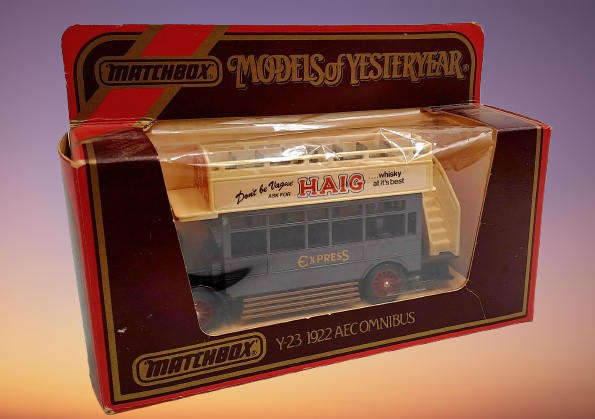 MATCHBOX
MODELS of YESTERYEAR®
Don't be Vague
ASK FOR
HAIG
....whisky
at it's best
EXPRESS
Y-23 1922 AEC OMNIBUS
MATCHBOX